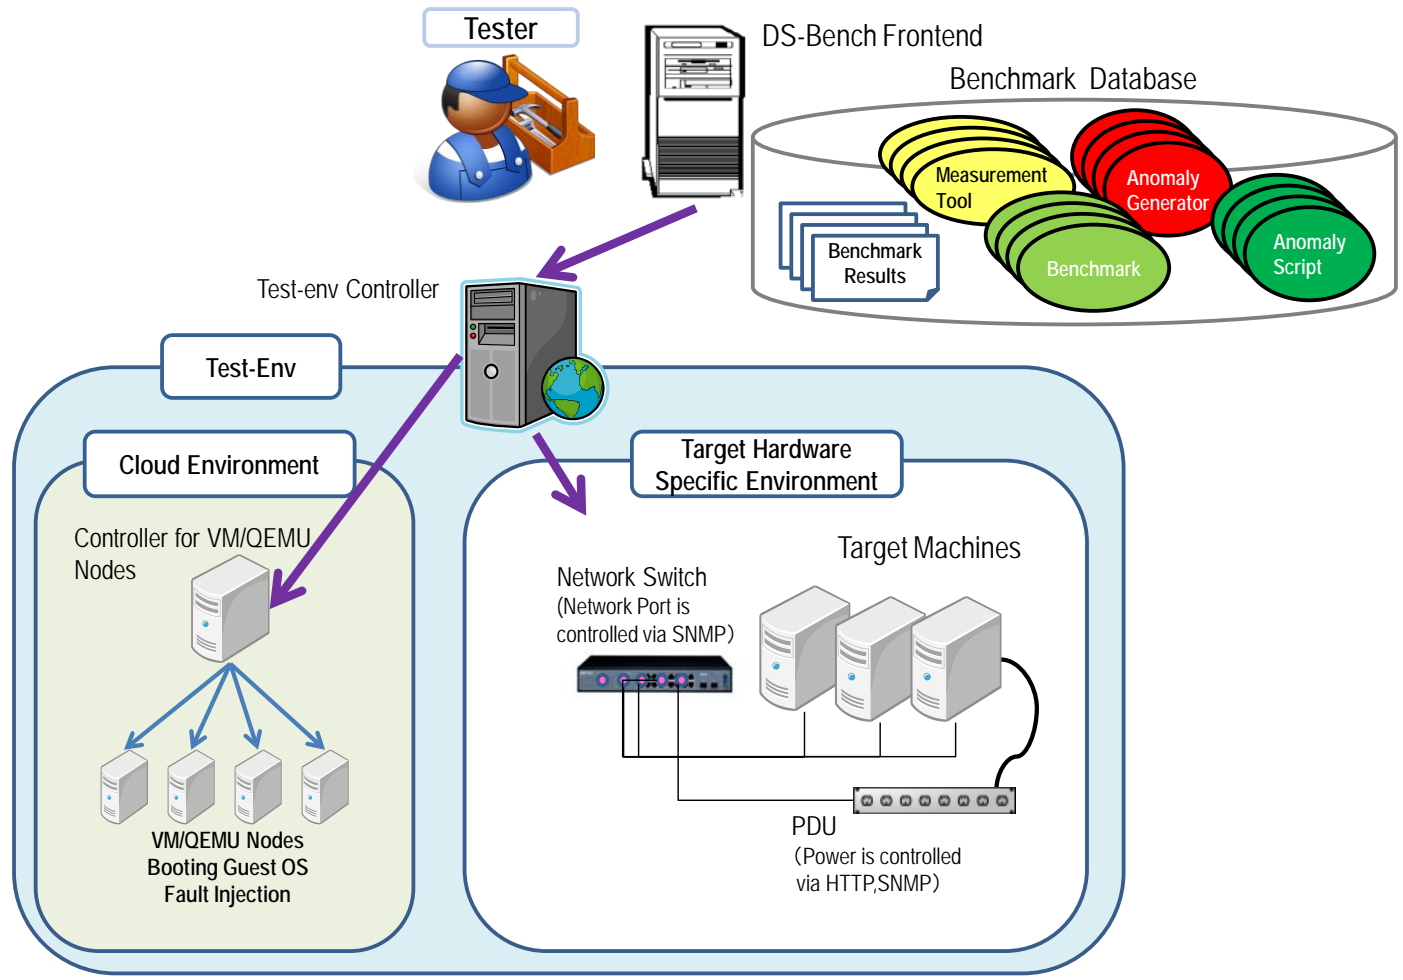 Tester
DS-Bench Frontend
Benchmark Database
Measurement
Tool
Anomaly
Generator
Benchmark
Results
Benchmark
Anomaly
Script
Test-env Controller
Test-Env
Cloud Environment
Target Hardware
Specific Environment
Controller for VM/QEMU
Nodes
Target Machines
Network Switch
(Network Port is
controlled via SNMP)
VM/QEMU Nodes
Booting Guest OS
Fault Injection
PDU
(Power is controlled
via HTTP,SNMP)